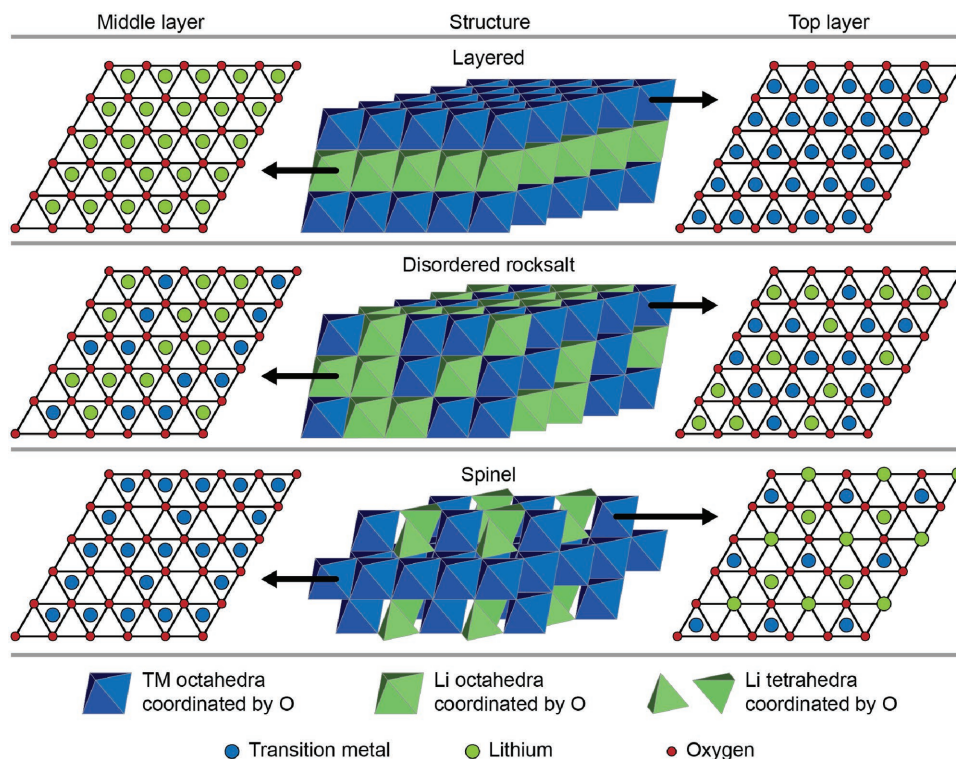 Middle layer
Structure
Top layer
Layered
Disordered rocksalt
Spinel
TM octahedra
coordinated by O
Li octahedra
coordinated by O
Li tetrahedra
coordinated by O
Transition metal
Lithium
Oxygen